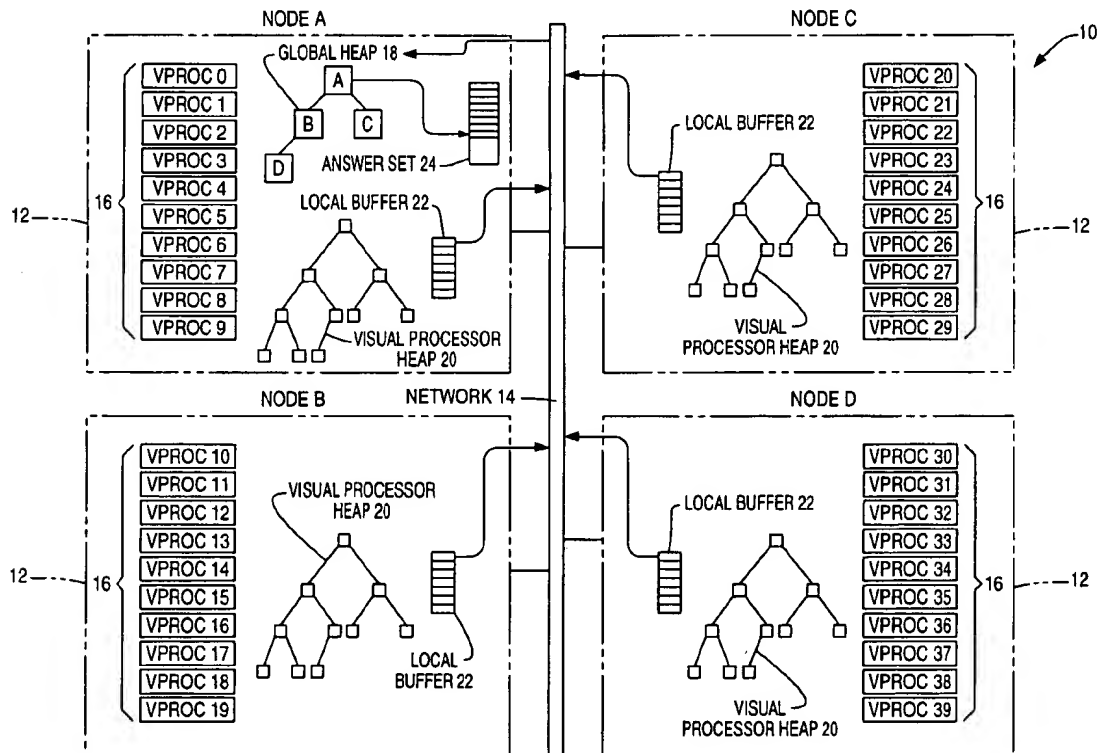 NODE A
GLOBAL HEAP 18
VPROC 0
VPROC 1
VPROC 2
VPROC 3
VPROC 4
VPROC 5
VPROC 6
VPROC 7
VPROC 8
VPROC 9
16
12
A
B
C
D
ANSWER SET 24
LOCAL BUFFER 22
VISUAL PROCESSOR
HEAP 20
NODE C
10
LOCAL BUFFER 22
VPROC 20
VPROC 21
VPROC 22
VPROC 23
VPROC 24
VPROC 25
VPROC 26
VPROC 27
VPROC 28
VPROC 29
16
12
VISUAL
PROCESSOR HEAP 20
NETWORK 14
NODE B
VPROC 10
VPROC 11
VPROC 12
VPROC 13
VPROC 14
VPROC 15
VPROC 16
VPROC 17
VPROC 18
VPROC 19
16
12
VISUAL PROCESSOR
HEAP 20
LOCAL
BUFFER 22
NODE D
LOCAL BUFFER 22
VPROC 30
VPROC 31
VPROC 32
VPROC 33
VPROC 34
VPROC 35
VPROC 36
VPROC 37
VPROC 38
VPROC 39
16
12
VISUAL
PROCESSOR HEAP 20